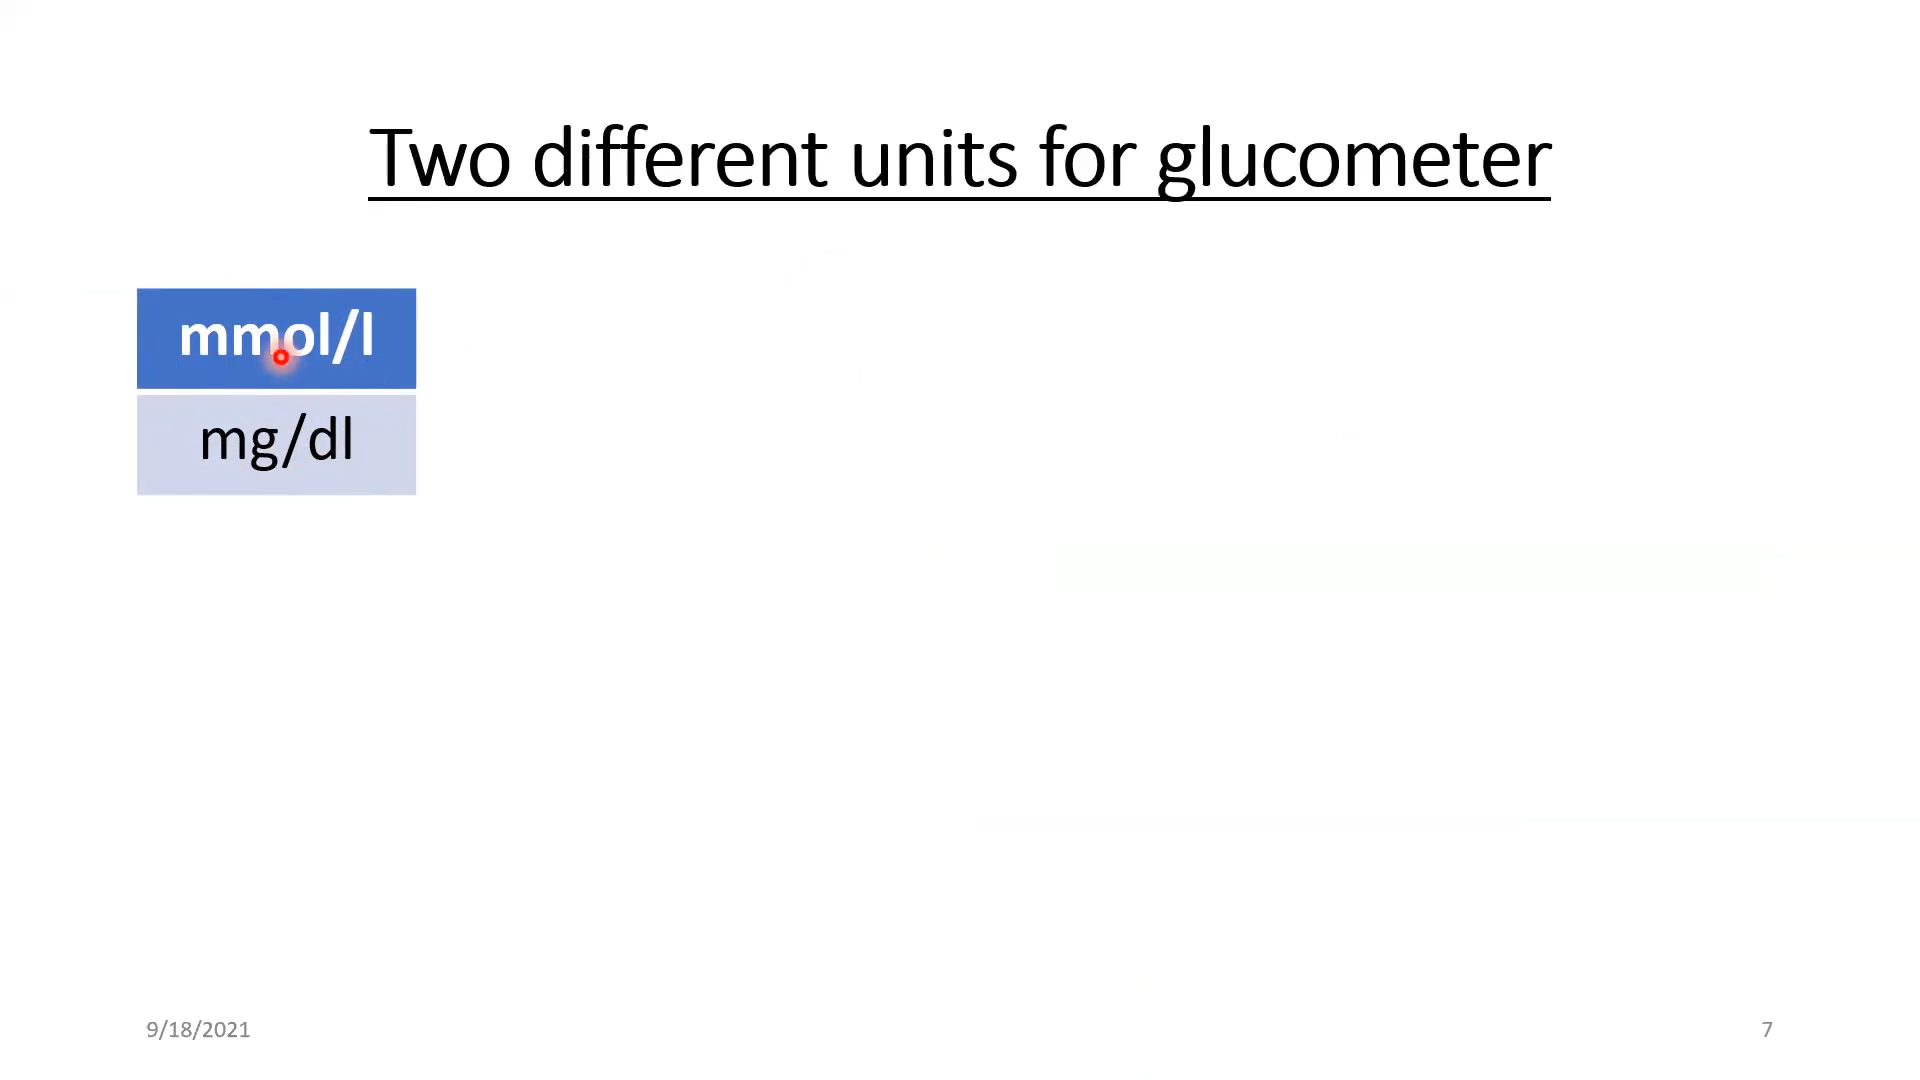 Two different units for glucometer
mmol/l
mg/dl
9/18/2021
7